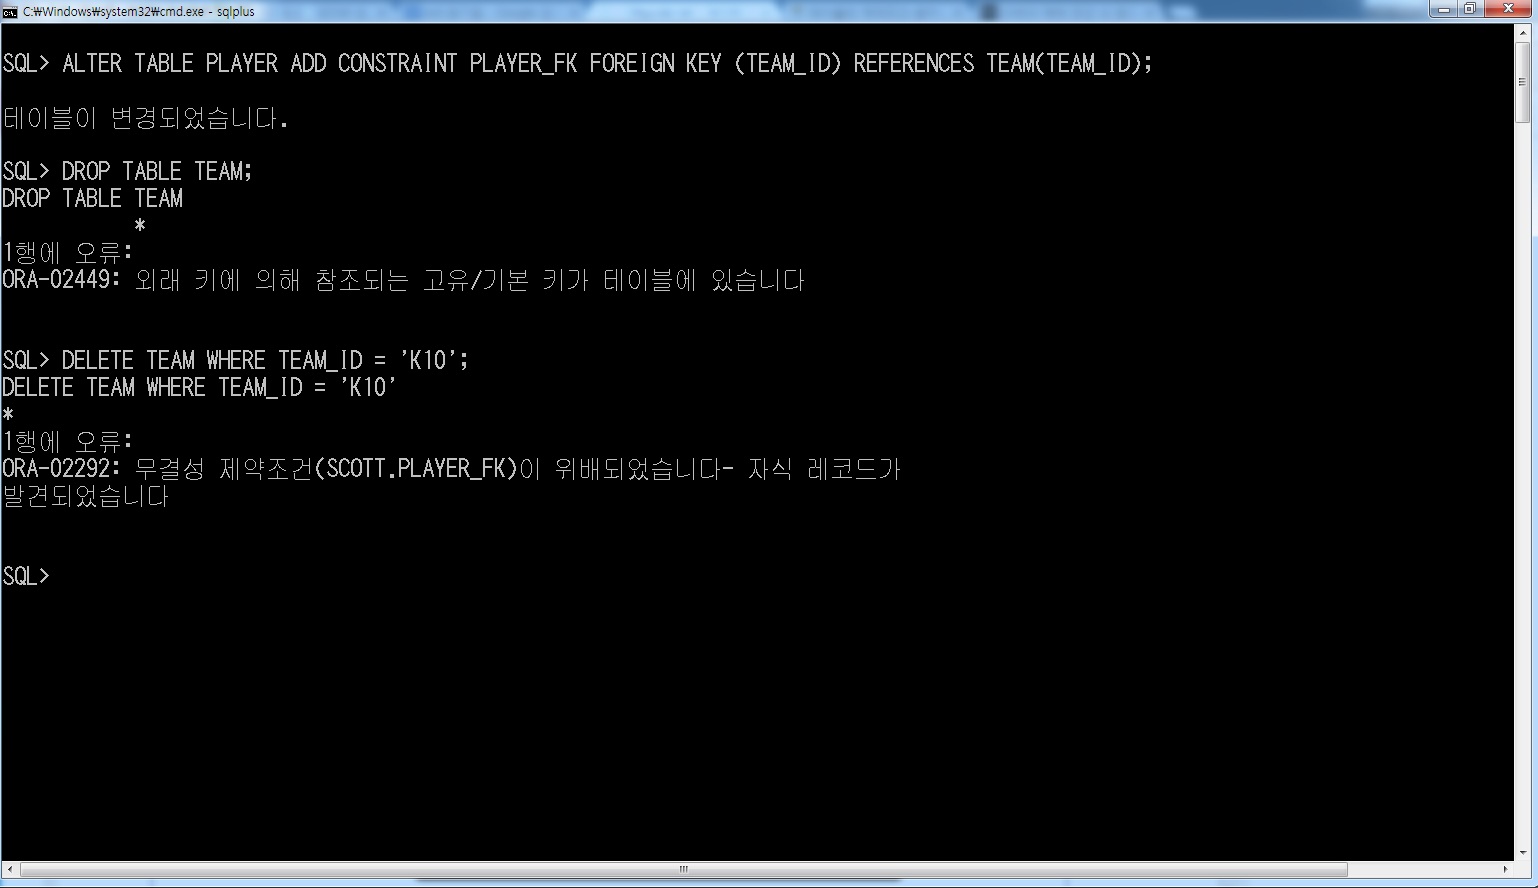 C:₩Windows₩system32₩cmd.exe - sqlplus
SQL> ALTER TABLE PLAYER ADD CONSTRAINT PLAYER_FK FOREIGN KEY (TEAM_ID) REFERENCES TEAM(TEAM_ID);
테이블이 변경되었습니다.
SQL> DROP TABLE TEAM;
DROP TABLE TEAM
*
1행에 오류:
ORA-02449: 외래 키에 의해 참조되는 고유/기본 키가 테이블에 있습니다
SQL> DELETE TEAM WHERE TEAM_ID = 'K10';
DELETE TEAM WHERE TEAM_ID = 'K10'
*
1행에 오류:
ORA-02292: 무결성 제약조건(SCOTT.PLAYER_FK)이 위배되었습니다- 자식 레코드가
발견되었습니다
SQL>